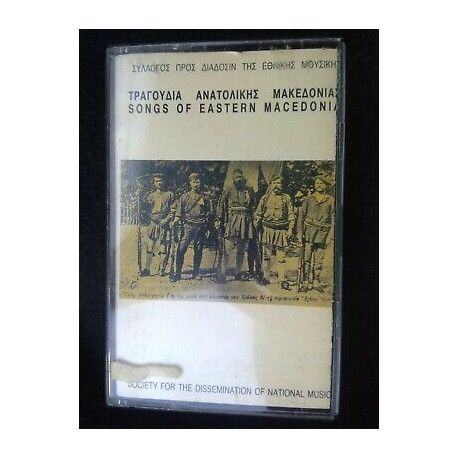 ΣΥΛΛΟΓΟΣ ΠΡΟΣ ΔΙΑΔΟΣΙΝ ΤΗΣ ΕΘΝΙΚΗΣ ΜΟΥΣΙΚΗ
ΤΡΑΓΟΥΔΙΑ ΑΝΑΤΟΛΙΚΗΣ ΜΑΚΕΔΟΝΙΑΣ
SONGS OF EASTERN MACEDONIA
SOCIETY FOR THE DISSEMINATION OF NATIONAL MUSIC